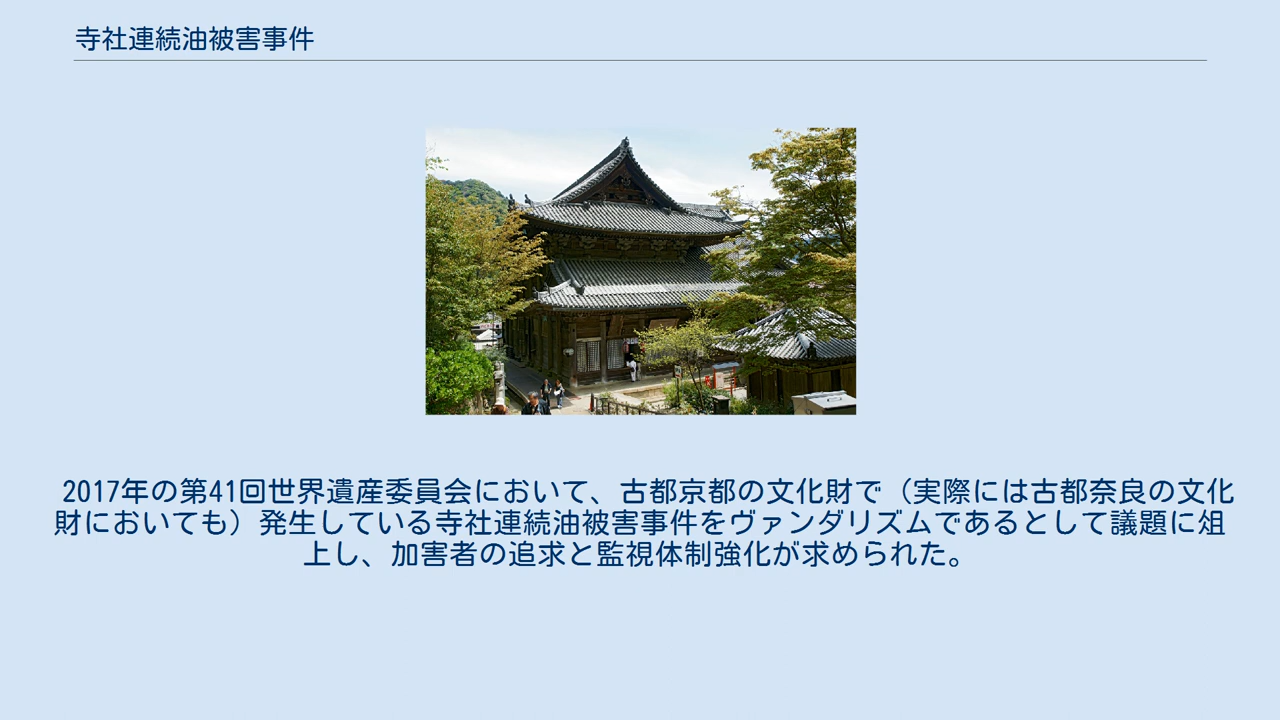 寺社連続油被害事件
2017年の第41回世界遺産委員会において、古都京都の文化財で（実際には古都奈良の文化
財においても）発生している寺社連続油被害事件をヴァンダリズムであるとして議題に俎
上し、加害者の追求と監視体制強化が求められた。